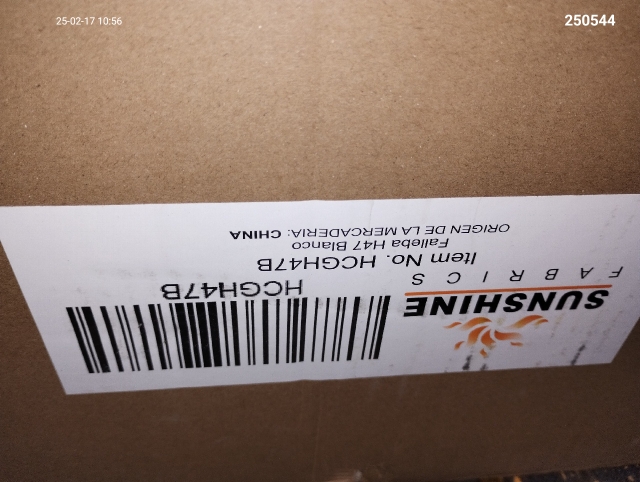 25-02-17 10:56
250544
SUNSHINE
FABRICS
HCGH47B
Item No. HCGH47B
Falleba H47 Blanco
ORIGEN DE LA MERCADERIA: CHINA